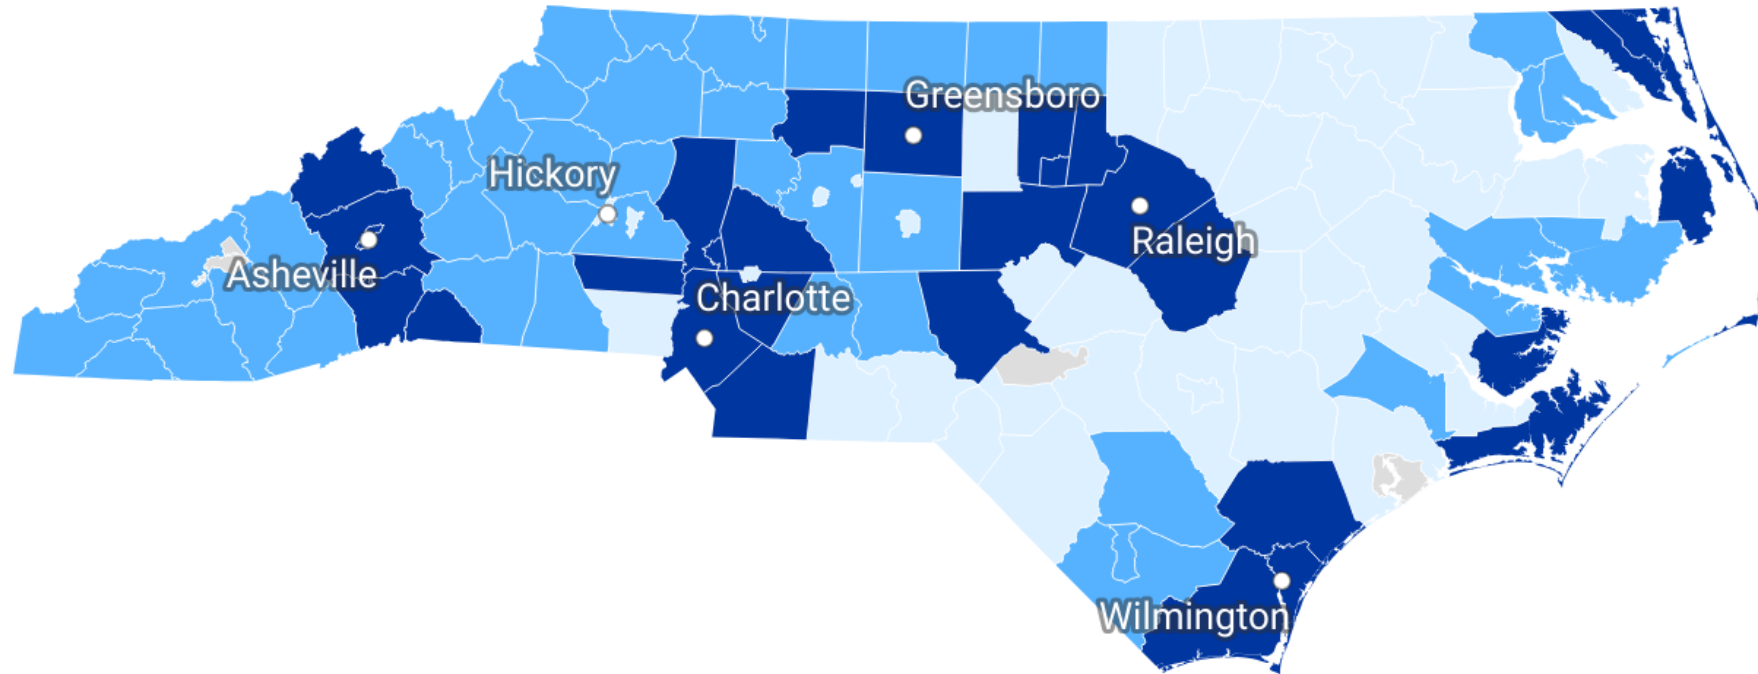 Greensboro
Hickory
Raleigh
Asheville
Charlotte
Wilmington